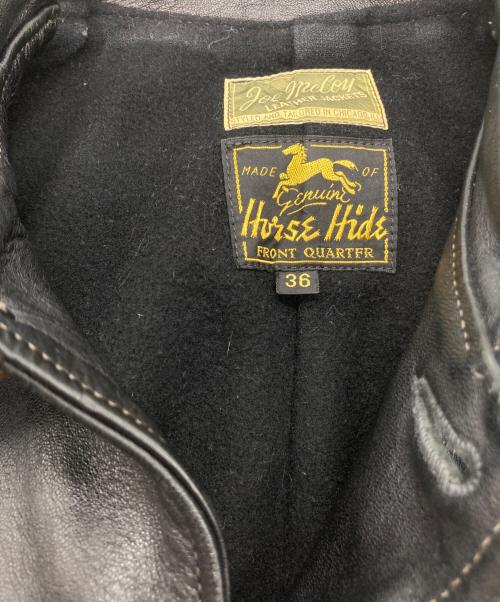 Joe McCoy
LEATHER JACKETS
STYLED AND TAILORED IN CHICAGO, ILL
MADE OF
Genuine
Horse Hide
FRONT QUARTER
36